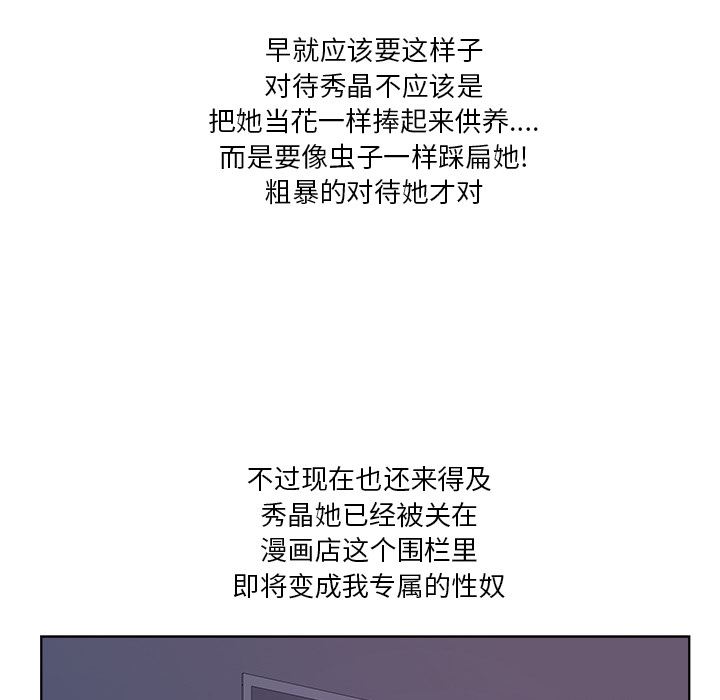 早就应该要这样子
对待秀晶不应该是
把她当花一样捧起来供养....
而是要像虫子一样踩扁她!
粗暴的对待她才对
不过现在也还来得及
秀晶她已经被关在
漫画店这个围栏里
即将变成我专属的性奴